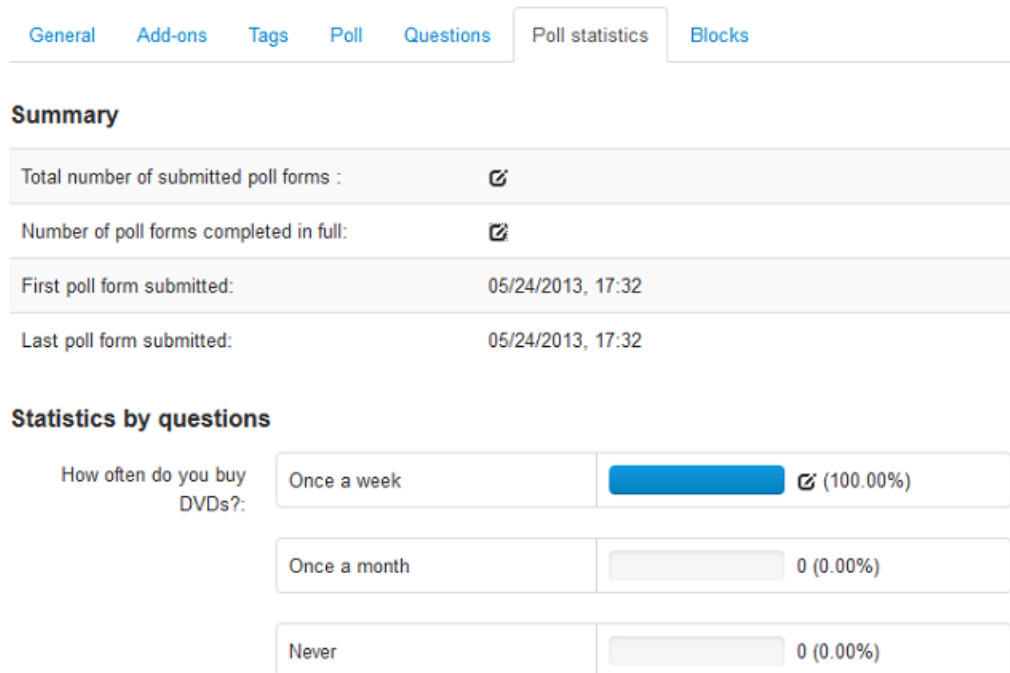 General Add-ons Tags Poll Questions Poll statistics Blocks
Summary
Total number of submitted poll forms :
Number of poll forms completed in full:
First poll form submitted: 05/24/2013, 17:32
Last poll form submitted: 05/24/2013, 17:32
Statistics by questions
How often do you buy
DVDs?:
Once a week (100.00%)
Once a month 0 (0.00%)
Never 0 (0.00%)